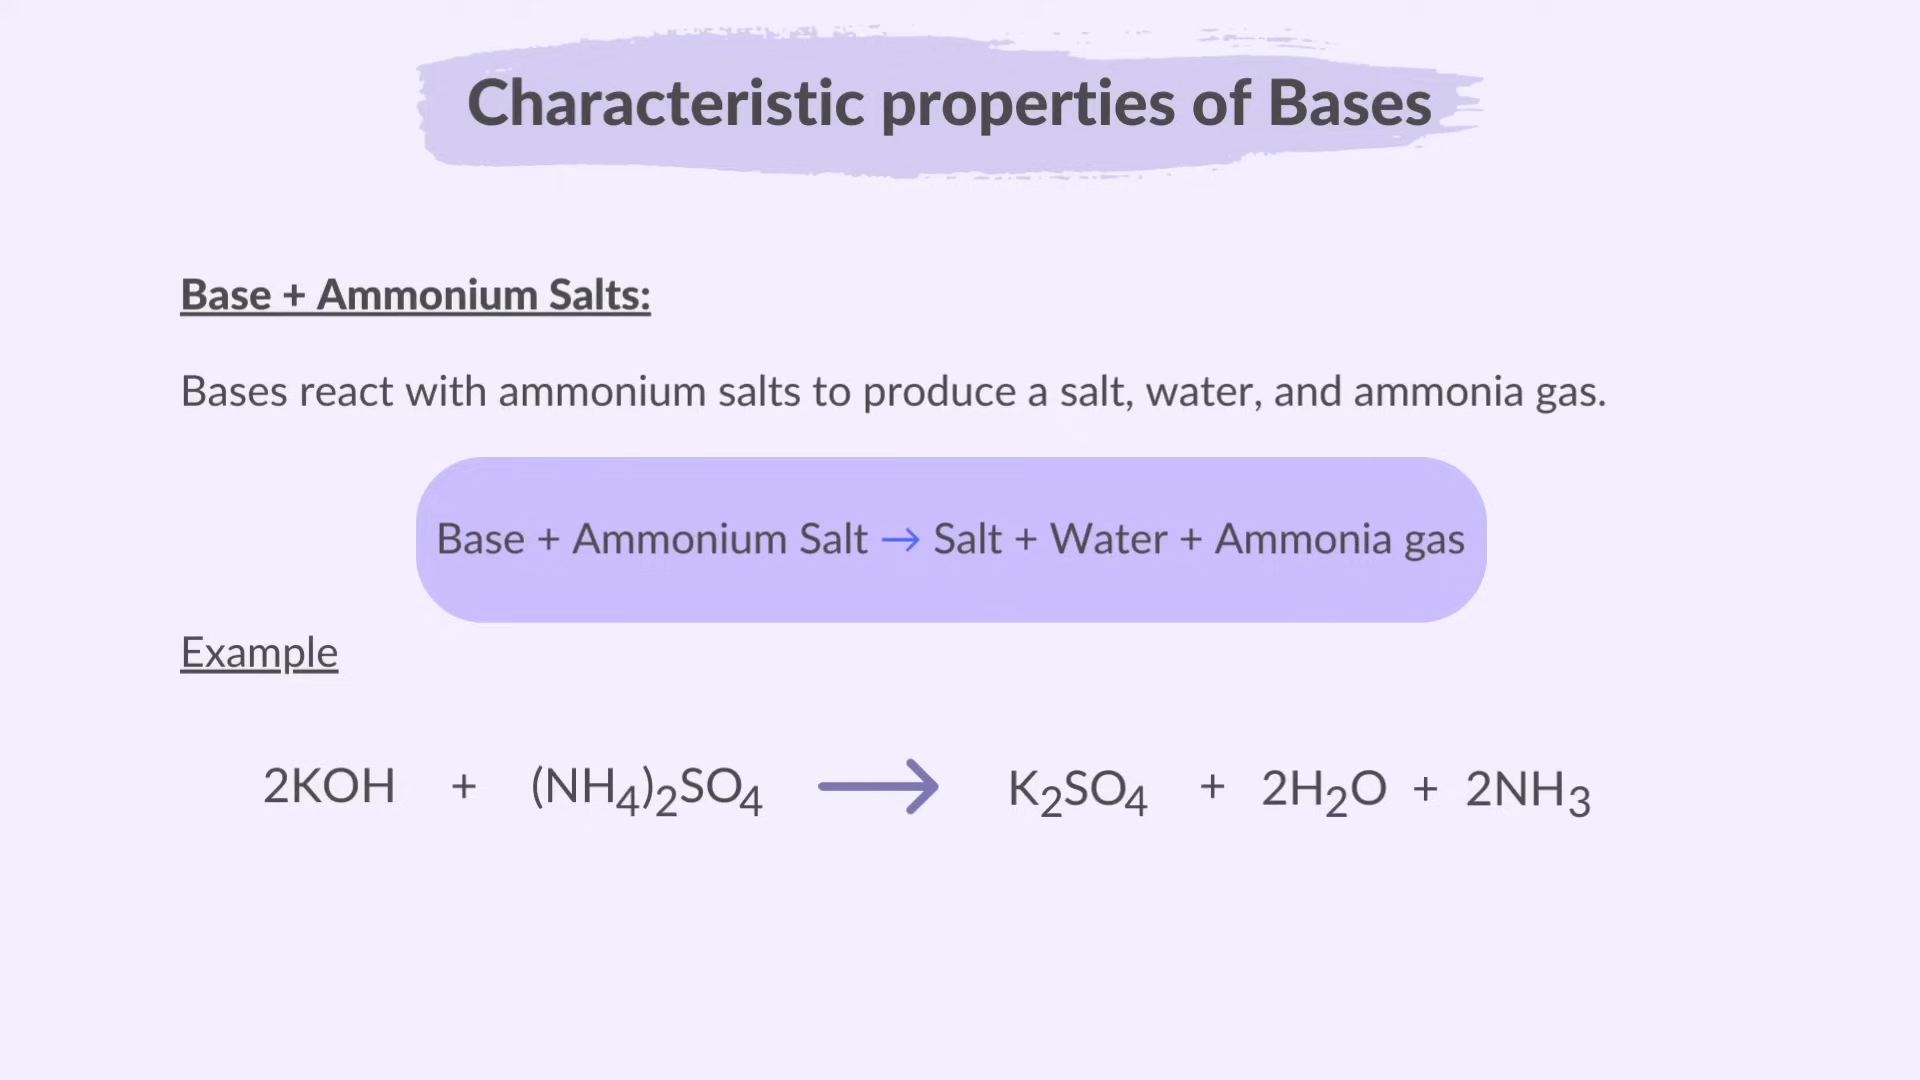 Characteristic properties of Bases
Base + Ammonium Salts:
Bases react with ammonium salts to produce a salt, water, and ammonia gas.
Base + Ammonium Salt → Salt + Water + Ammonia gas
Example
2KOH + (NH₄)₂SO₄ → K₂SO₄ + 2H₂O + 2NH₃